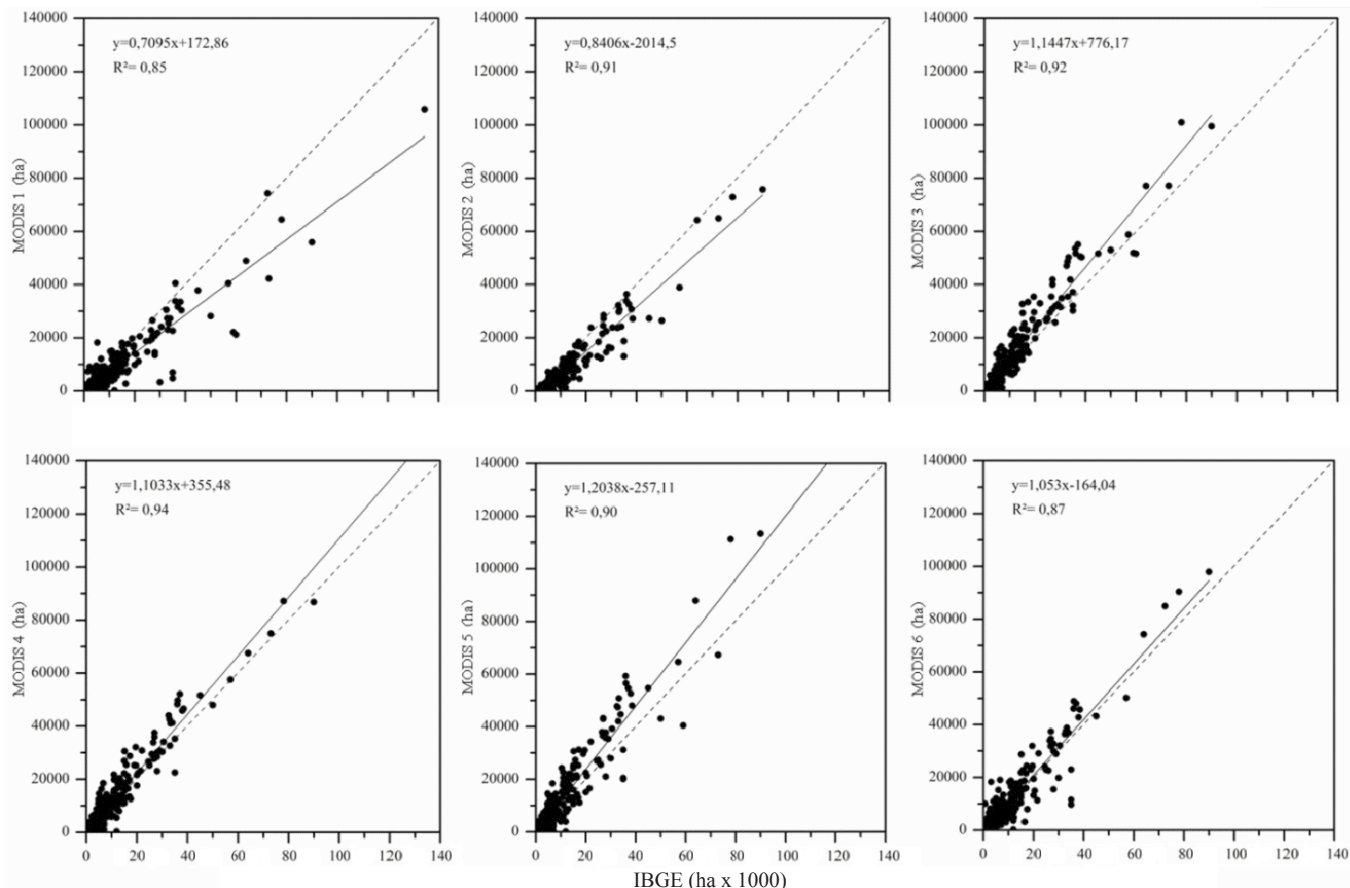 140000
120000
100000
80000
60000
40000
20000
0
MODIS 1 (ha)
y=0,7095x+172,86
R²= 0,85
140000
120000
100000
80000
60000
40000
20000
0
MODIS 2 (ha)
y=0,8406x-2014,5
R²= 0,91
140000
120000
100000
80000
60000
40000
20000
0
MODIS 3 (ha)
y=1,1447x+776,17
R²= 0,92
140000
120000
100000
80000
60000
40000
20000
0
MODIS 4 (ha)
y=1,1033x+355,48
R²= 0,94
0 20 40 60 80 100 120 140
140000
120000
100000
80000
60000
40000
20000
0
MODIS 5 (ha)
y=1,2038x-257,11
R²= 0,90
0 20 40 60 80 100 120 140
140000
120000
100000
80000
60000
40000
20000
0
MODIS 6 (ha)
y=1,053x-164,04
R²= 0,87
0 20 40 60 80 100 120 140
IBGE (ha x 1000)